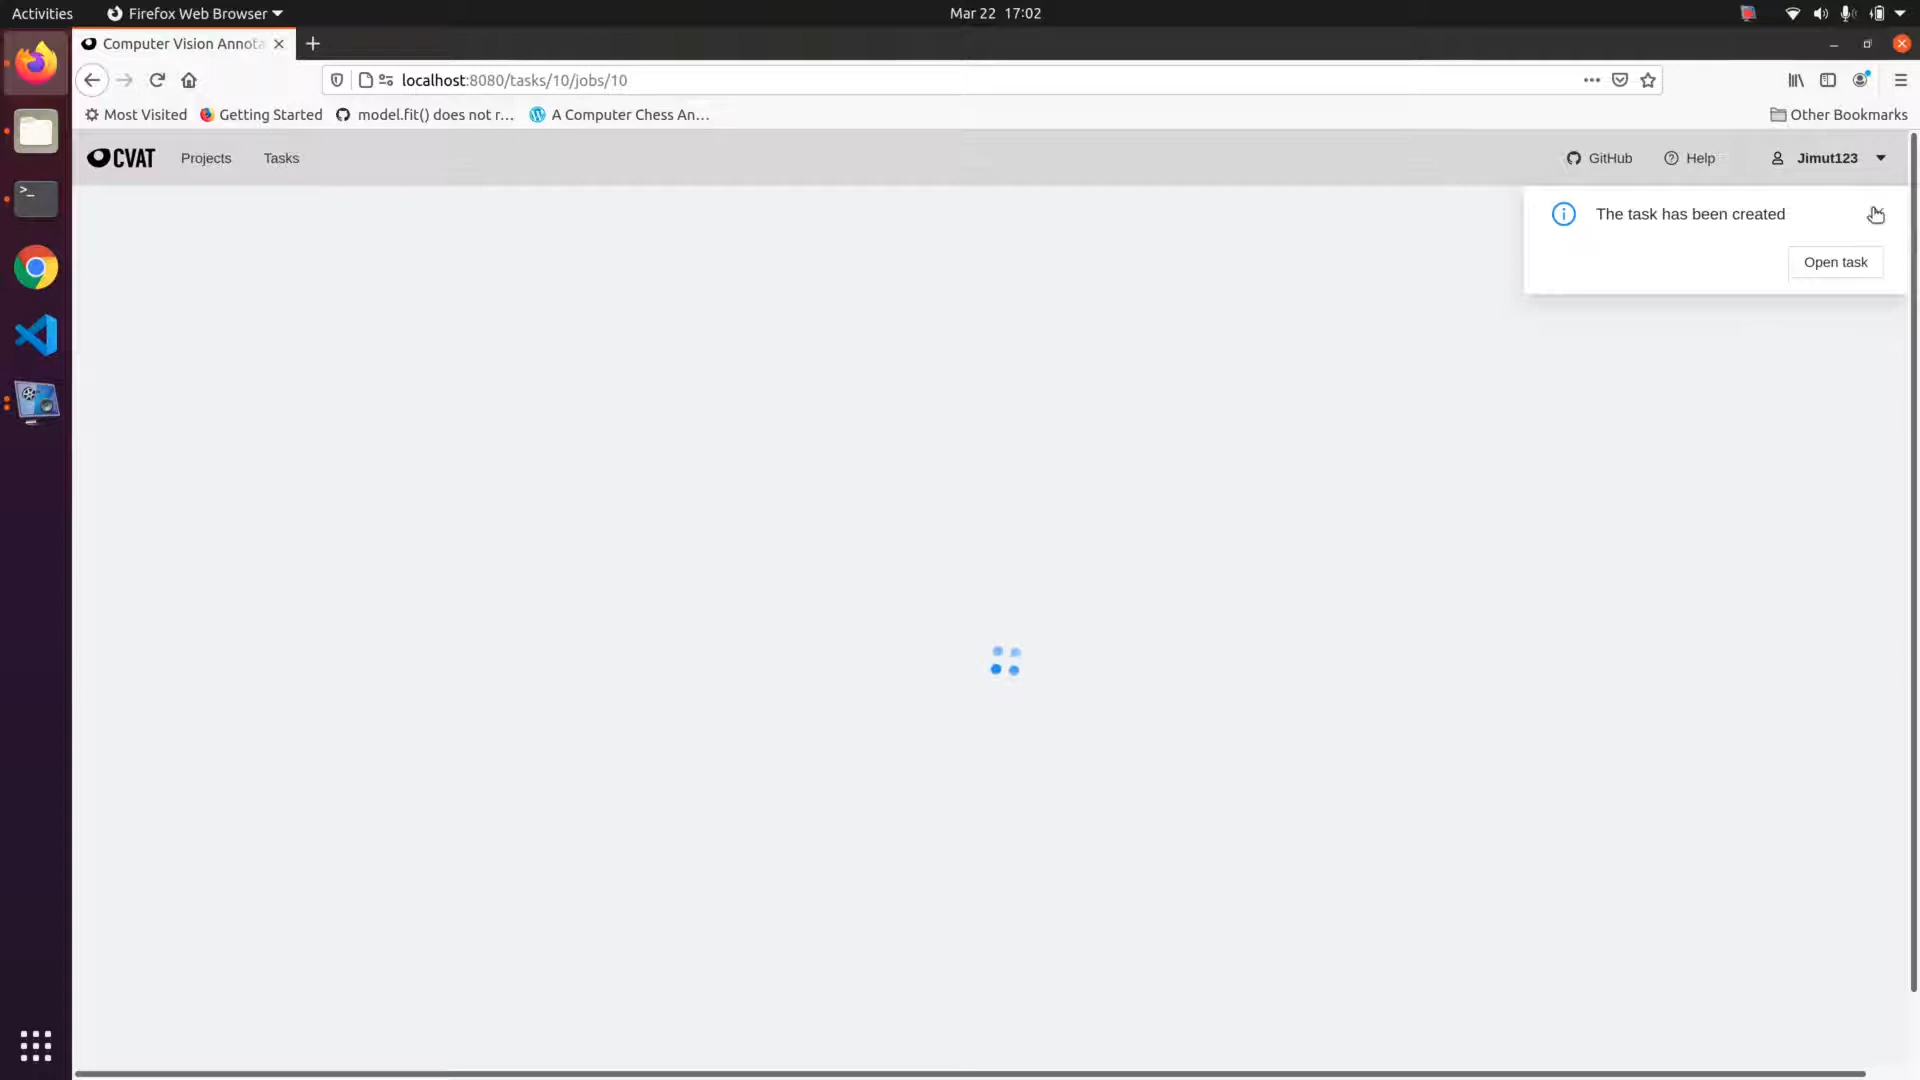 Activities
Firefox Web Browser
Mar 22 17:02
Computer Vision Annota
localhost:8080/tasks/10/jobs/10
Most Visited
Getting Started
model.fit() does not r...
A Computer Chess An...
Other Bookmarks
CVAT
Projects
Tasks
GitHub
Help
Jimut123
The task has been created
Open task